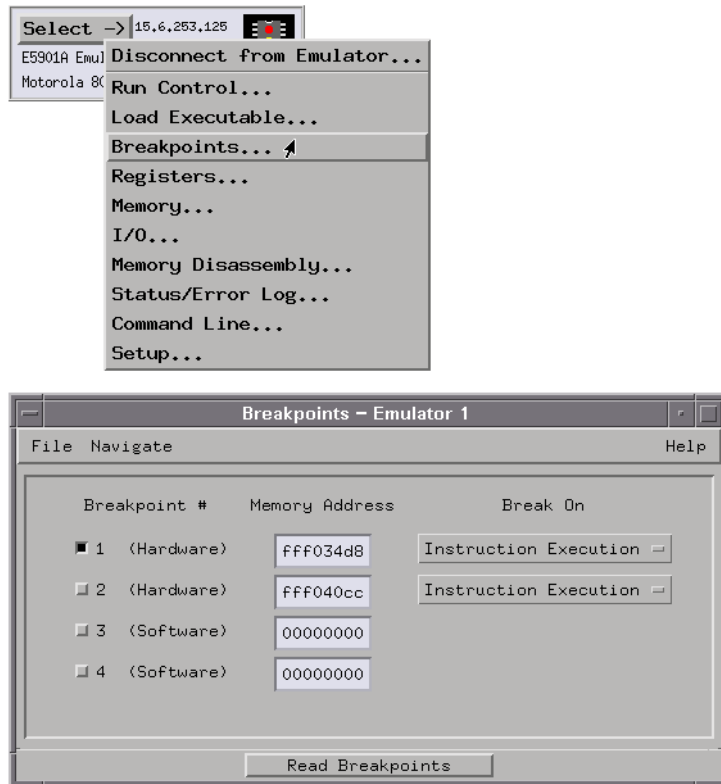 Select -> 15.6.253.125
E5901A Emul
Disconnect from Emulator...
Motorola 8
Run Control...
Load Executable...
Breakpoints...
Registers...
Memory...
I/O...
Memory Disassembly...
Status/Error Log...
Command Line...
Setup...
Breakpoints – Emulator 1
File Navigate Help
Breakpoint # Memory Address Break On
1 (Hardware) fff034d8 Instruction Execution
2 (Hardware) fff040cc Instruction Execution
3 (Software) 00000000
4 (Software) 00000000
Read Breakpoints